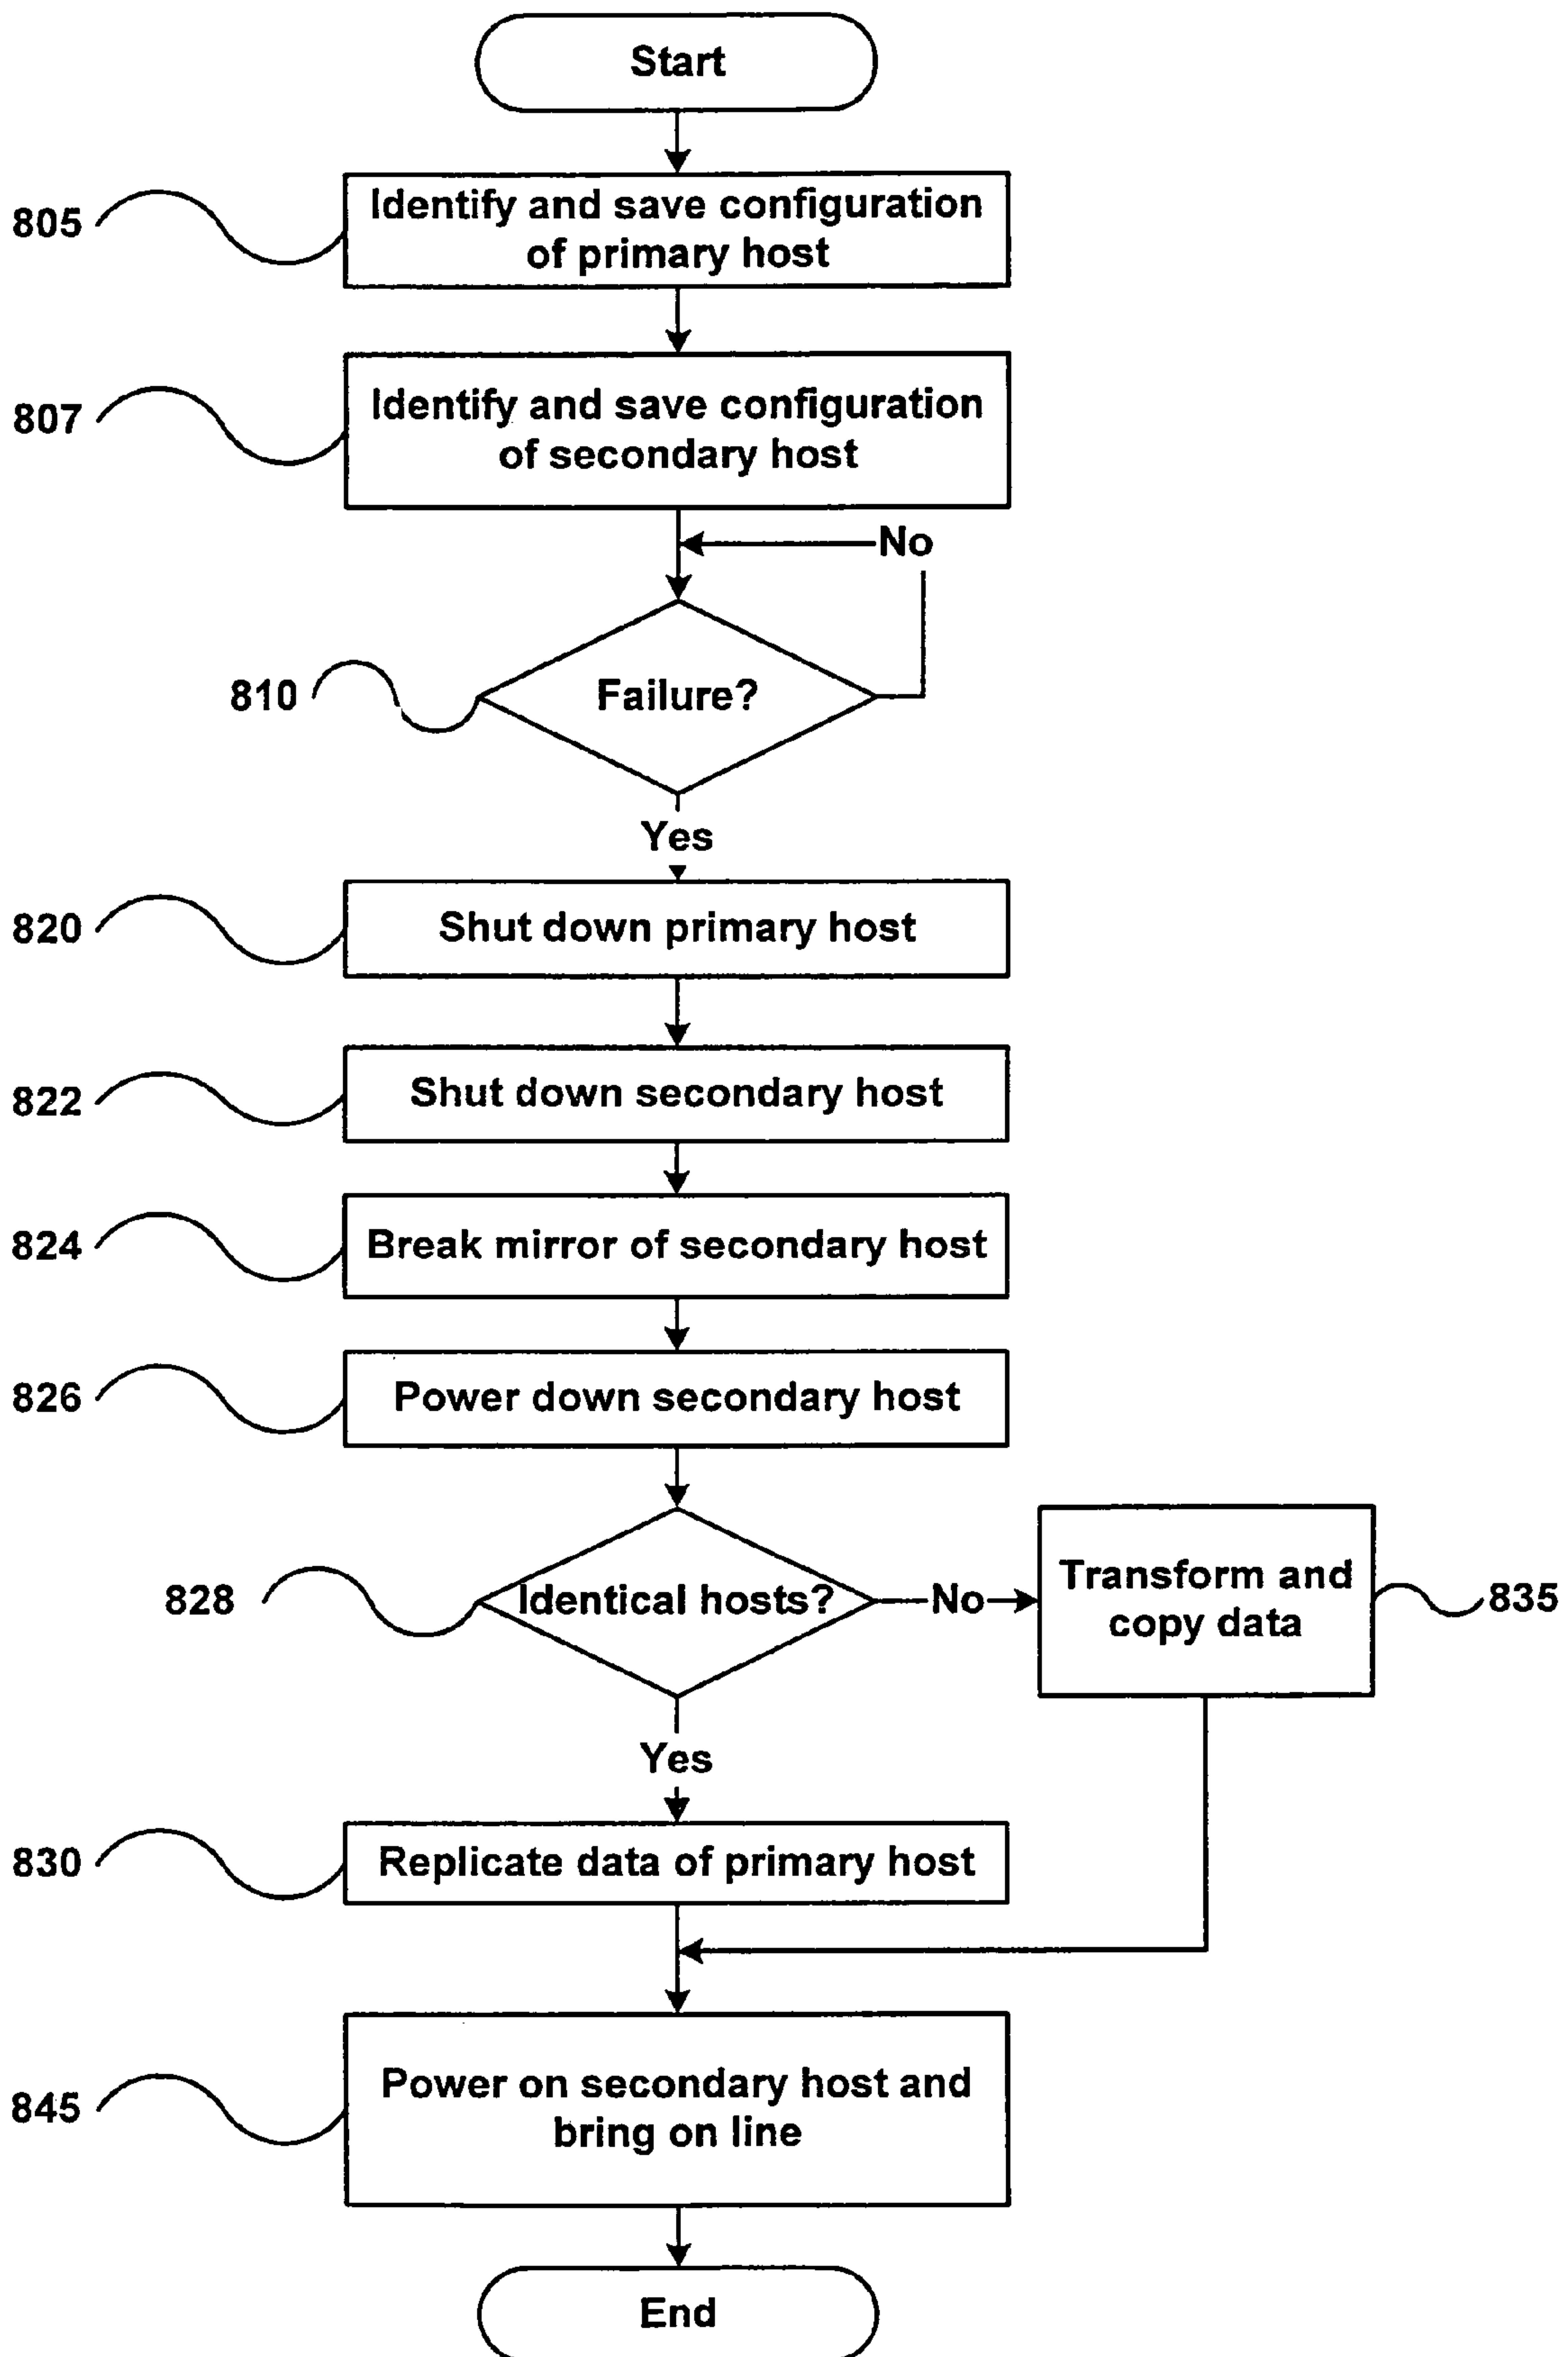 Start
805
Identify and save configuration
of primary host
807
Identify and save configuration
of secondary host
No
810
Failure?
Yes
820
Shut down primary host
822
Shut down secondary host
824
Break mirror of secondary host
826
Power down secondary host
828
Identical hosts?
No
Transform and
copy data
835
Yes
830
Replicate data of primary host
845
Power on secondary host and
bring on line
End